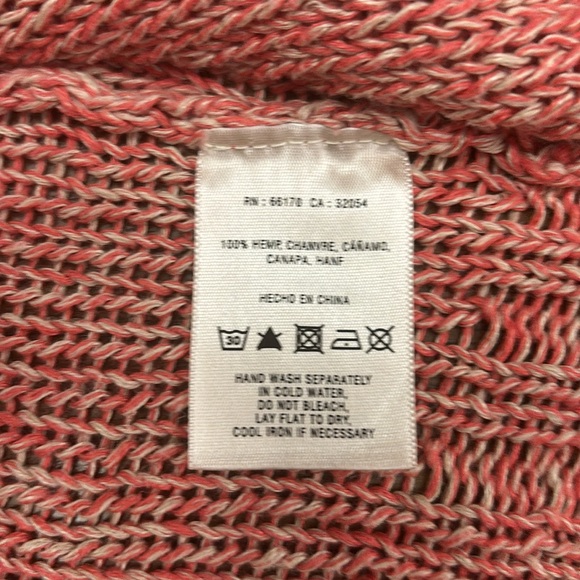 RN : 66170 CA : 32054
100% HEMP, CHANVRE, CÁÑAMO,
CANAPA, HANF
HECHO EN CHINA
30
HAND WASH SEPARATELY
IN COLD WATER,
DO NOT BLEACH,
LAY FLAT TO DRY,
COOL IRON IF NECESSARY